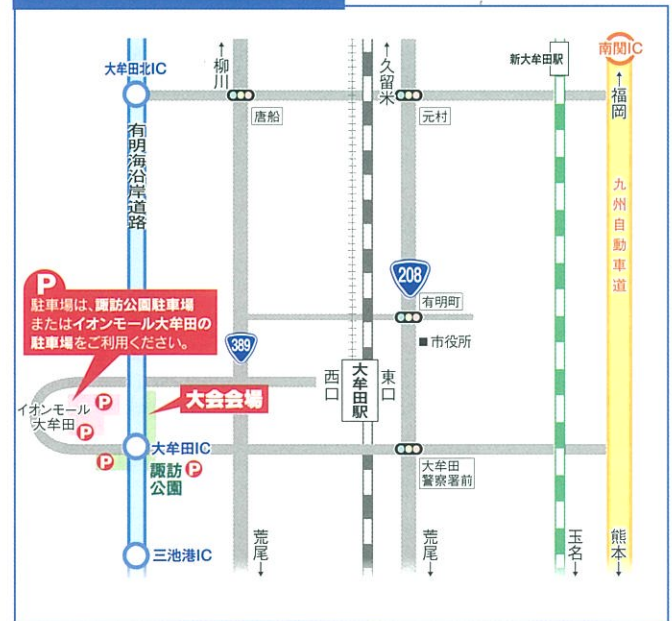 南関IC
新大牟田駅
大牟田北IC
↑柳川
↑久留米
↑福岡
唐船
元村
有明海沿岸道路
九州自動車道
208
有明町
P
駐車場は、諏訪公園駐車場
またはイオンモール大牟田の
駐車場をご利用ください。
389
■市役所
西口
大牟田駅
東口
イオンモール
大牟田
P
P
大会会場
大牟田IC
P
諏訪P
公園
大牟田
警察署前
三池港IC
荒尾↓
荒尾↓
玉名↓
熊本↓